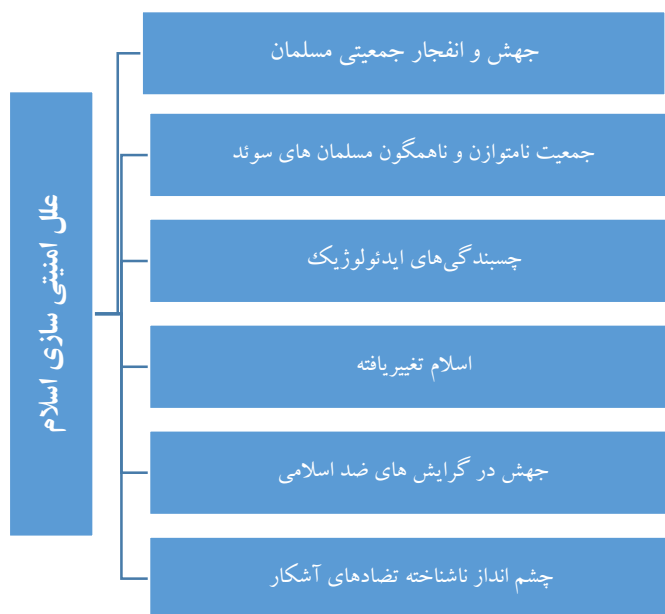 علل امنیتی سازی اسلام
جهش و انفجار جمعیتی مسلمان
جمعیت نامتوازن و ناهمگون مسلمان های سوئد
چسبندگی‌های ایدئولوژیک
اسلام تغییریافته
جهش در گرایش های ضد اسلامی
چشم انداز ناشناخته تضادهای آشکار